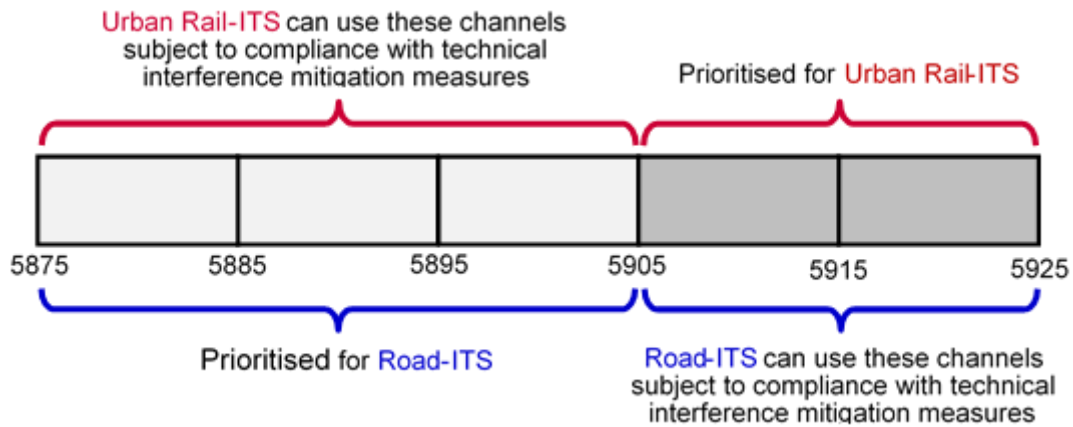 Urban Rail-ITS can use these channels
subject to compliance with technical
interference mitigation measures
Prioritised for Urban Rail-ITS
5875 5885 5895 5905 5915 5925
Prioritised for Road-ITS
Road-ITS can use these channels
subject to compliance with technical
interference mitigation measures